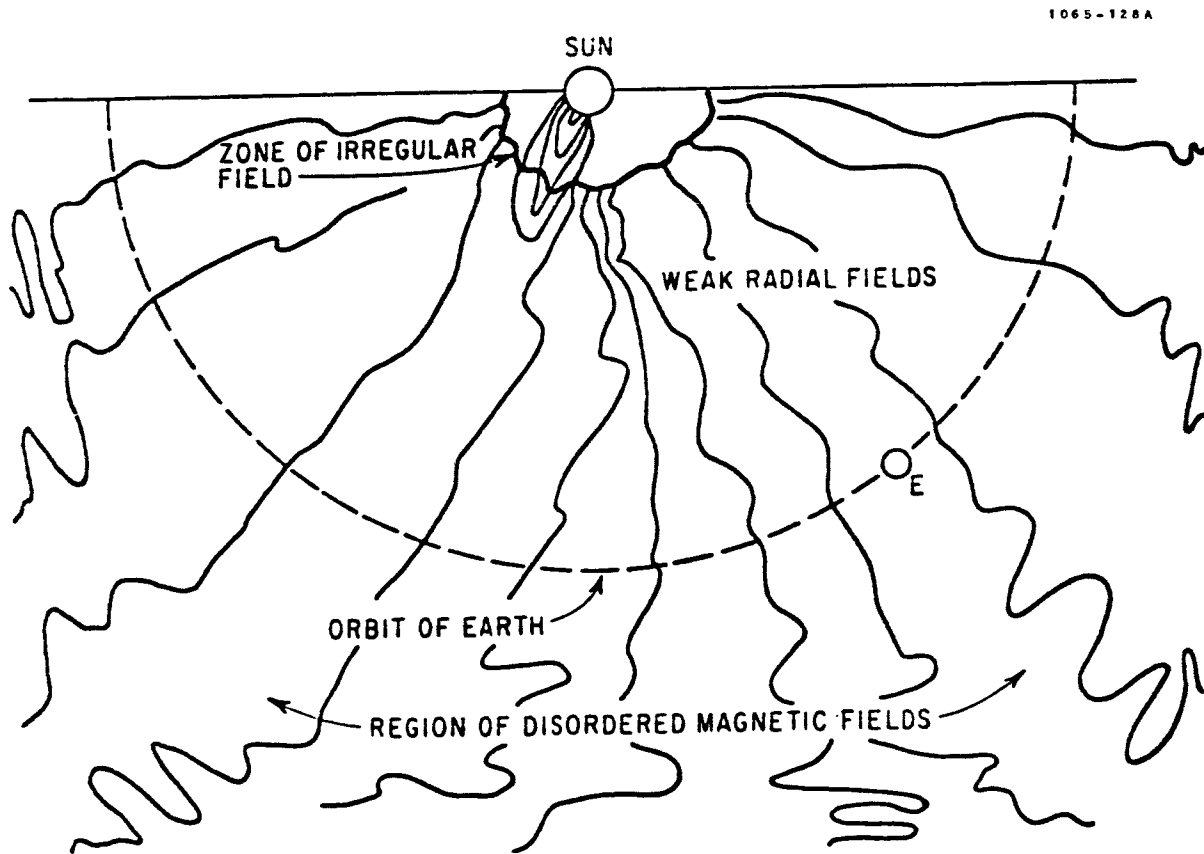 1065-128A
SUN
ZONE OF IRREGULAR
FIELD
WEAK RADIAL FIELDS
E
ORBIT OF EARTH
REGION OF DISORDERED MAGNETIC FIELDS